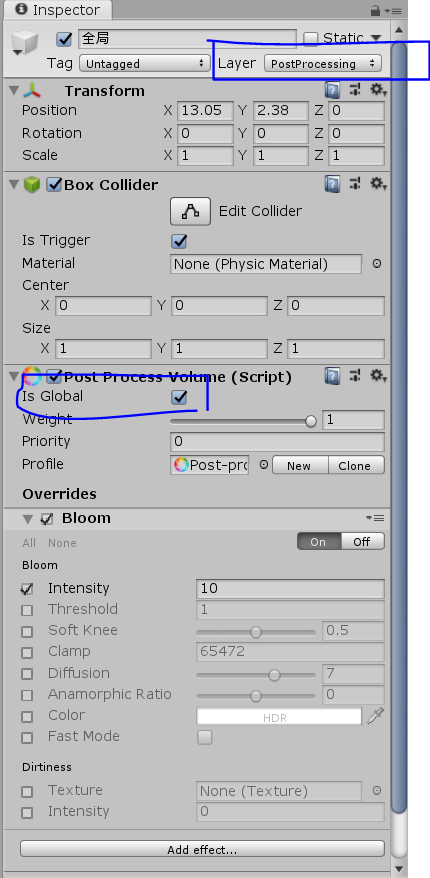 Inspector
全局
Static
Tag Untagged Layer PostProcessing
Transform
Position X 13.05 Y 2.38 Z 0
Rotation X 0 Y 0 Z 0
Scale X 1 Y 1 Z 1
Box Collider
Edit Collider
Is Trigger
Material None (Physic Material)
Center
X 0 Y 0 Z 0
Size
X 1 Y 1 Z 1
Post Process Volume (Script)
Is Global
Weight 1
Priority 0
Profile Post-pro New Clone
Overrides
Bloom
All None On Off
Bloom
Intensity 10
Threshold 1
Soft Knee 0.5
Clamp 65472
Diffusion 7
Anamorphic Ratio 0
Color HDR
Fast Mode
Dirtiness
Texture None (Texture)
Intensity 0
Add effect...